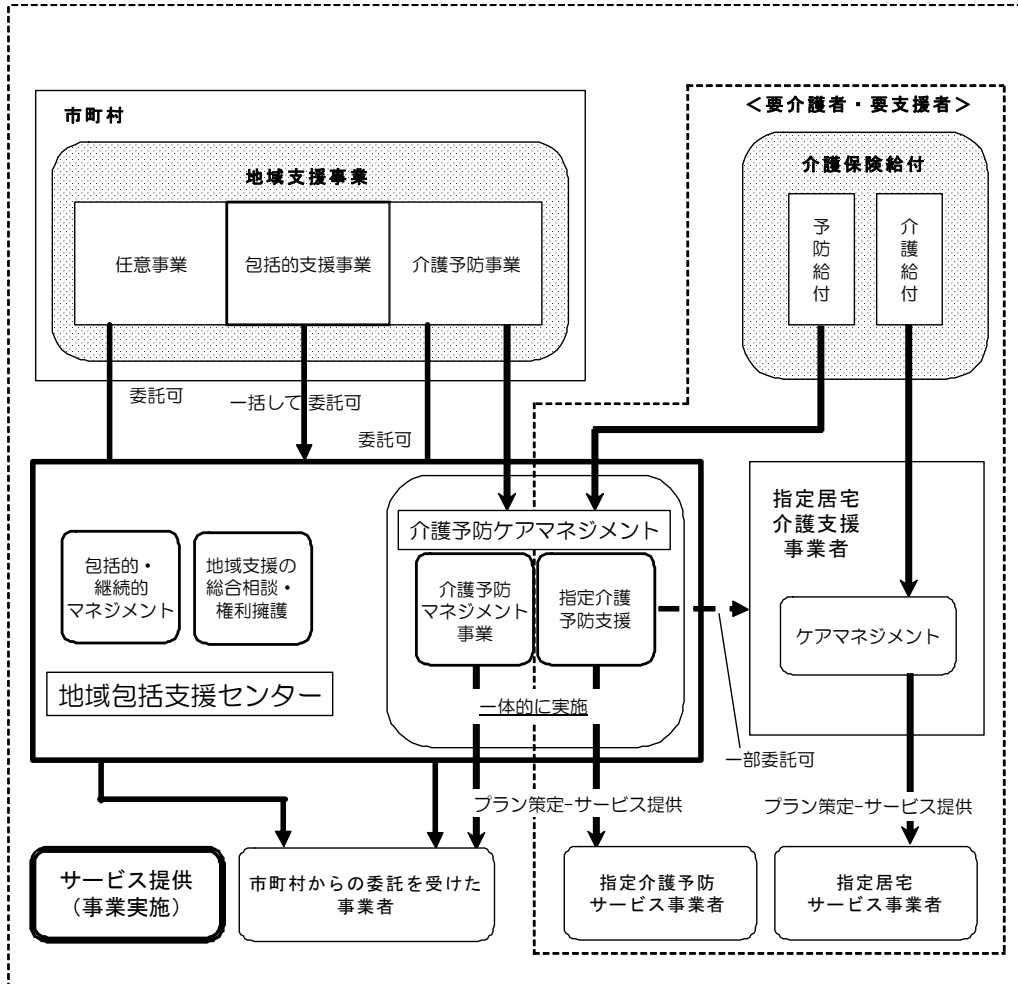 市町村
地域支援事業
任意事業
包括的支援事業
介護予防事業
委託可
一括して 委託可
委託可
<要介護者・要支援者>
介護保険給付
予防給付
介護給付
包括的・
継続的
マネジメント
地域支援の
総合相談・
権利擁護
地域包括支援センター
介護予防ケアマネジメント
介護予防
マネジメント
事業
指定介護
予防支援
一体的に実施
指定居宅
介護支援
事業者
ケアマネジメント
一部委託可
プラン策定-サービス提供
プラン策定-サービス提供
サービス提供
(事業実施)
市町村からの委託を受けた
事業者
指定介護予防
サービス事業者
指定居宅
サービス事業者